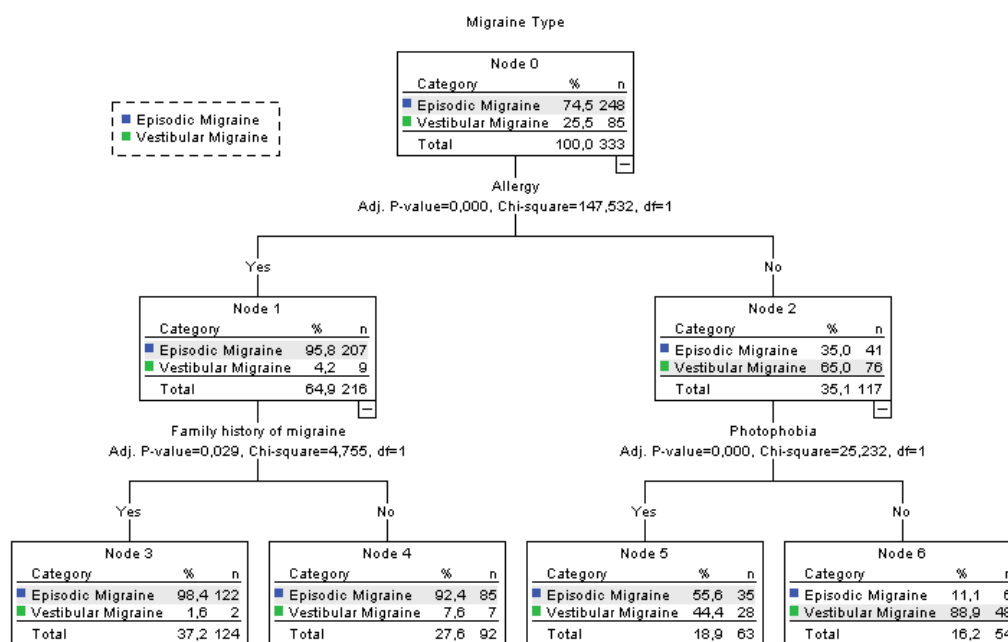 Migraine Type
Node 0
Category % n
Episodic Migraine 74,5 248
Vestibular Migraine 25,5 85
Total 100,0 333
Episodic Migraine
Vestibular Migraine
Allergy
Adj. P-value=0,000, Chi-square=147,532, df=1
Yes
No
Node 1
Category % n
Episodic Migraine 95,8 207
Vestibular Migraine 4,2 9
Total 64,9 216
Node 2
Category % n
Episodic Migraine 35,0 41
Vestibular Migraine 65,0 76
Total 35,1 117
Family history of migraine
Adj. P-value=0,029, Chi-square=4,755, df=1
Photophobia
Adj. P-value=0,000, Chi-square=25,232, df=1
Yes
No
Yes
No
Node 3
Category % n
Episodic Migraine 98,4 122
Vestibular Migraine 1,6 2
Total 37,2 124
Node 4
Category % n
Episodic Migraine 92,4 85
Vestibular Migraine 7,6 7
Total 27,6 92
Node 5
Category % n
Episodic Migraine 55,6 35
Vestibular Migraine 44,4 28
Total 18,9 63
Node 6
Category % n
Episodic Migraine 11,1 6
Vestibular Migraine 88,9 48
Total 16,2 54